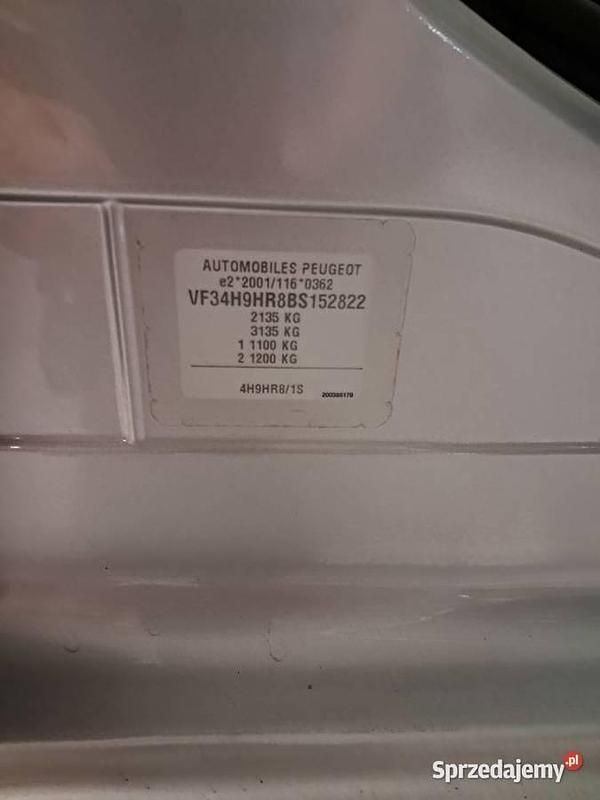 AUTOMOBILES PEUGEOT
e2*2001/116*0362
VF34H9HR8BS152822
2135 KG
3135 KG
1 1100 KG
2 1200 KG
4H9HR8/1S
Sprzedajemy.pl